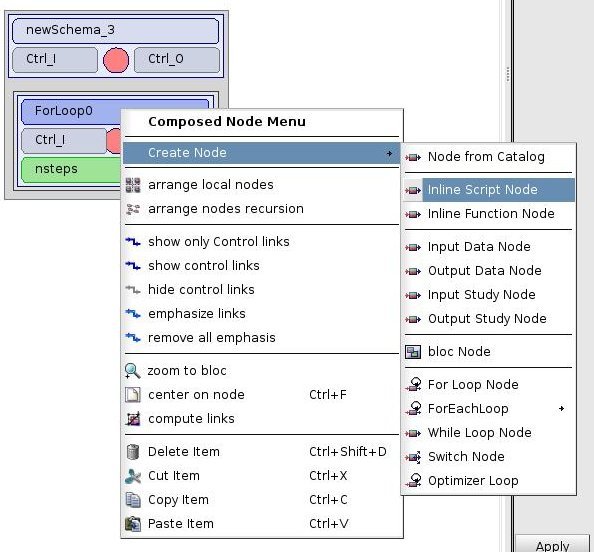 newSchema_3
Ctrl_I Ctrl_O
ForLoop0
Ctrl_I
nsteps
Composed Node Menu
Create Node
arrange local nodes
arrange nodes recursion
show only Control links
show control links
hide control links
emphasize links
remove all emphasis
zoom to bloc
center on node Ctrl+F
compute links
Delete Item Ctrl+Shift+D
Cut Item Ctrl+X
Copy Item Ctrl+C
Paste Item Ctrl+V
Node from Catalog
Inline Script Node
Inline Function Node
Input Data Node
Output Data Node
Input Study Node
Output Study Node
bloc Node
For Loop Node
ForEachLoop
While Loop Node
Switch Node
Optimizer Loop
Apply